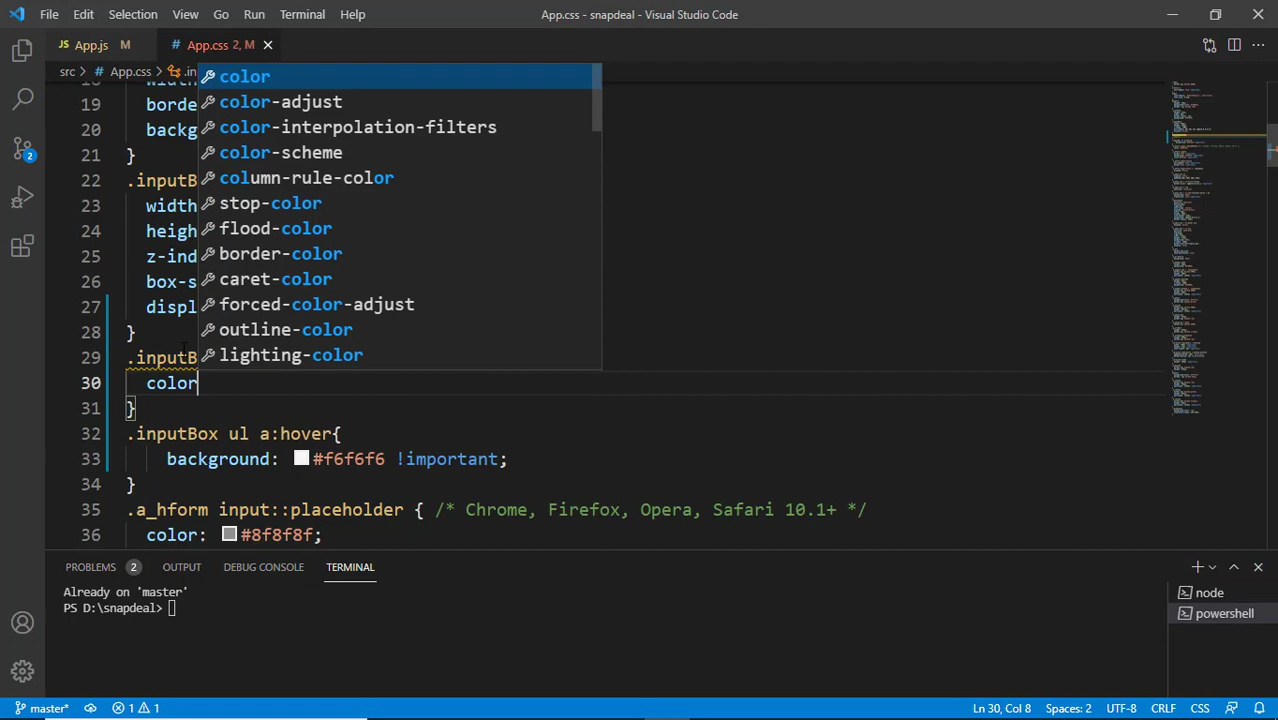 File Edit Selection View Go Run Terminal Help App.css - snapdeal - Visual Studio Code
App.js M App.css 2, M
src > App.css > .in
19 borde
20 backg
21 }
22 .inputB
23 width
24 heigh
25 z-ind
26 box-s
27 displ
28 }
29 .inputB
30 color
31 }
32 .inputBox ul a:hover{
33 background: #f6f6f6 !important;
34 }
35 .a_hform input::placeholder { /* Chrome, Firefox, Opera, Safari 10.1+ */
36 color: #8f8f8f;
color
color-adjust
color-interpolation-filters
color-scheme
column-rule-color
stop-color
flood-color
border-color
caret-color
forced-color-adjust
outline-color
lighting-color
2
PROBLEMS 2 OUTPUT DEBUG CONSOLE TERMINAL
Already on 'master'
PS D:\snapdeal>
node
powershell
master* 1 1 Ln 30, Col 8 Spaces: 2 UTF-8 CRLF CSS